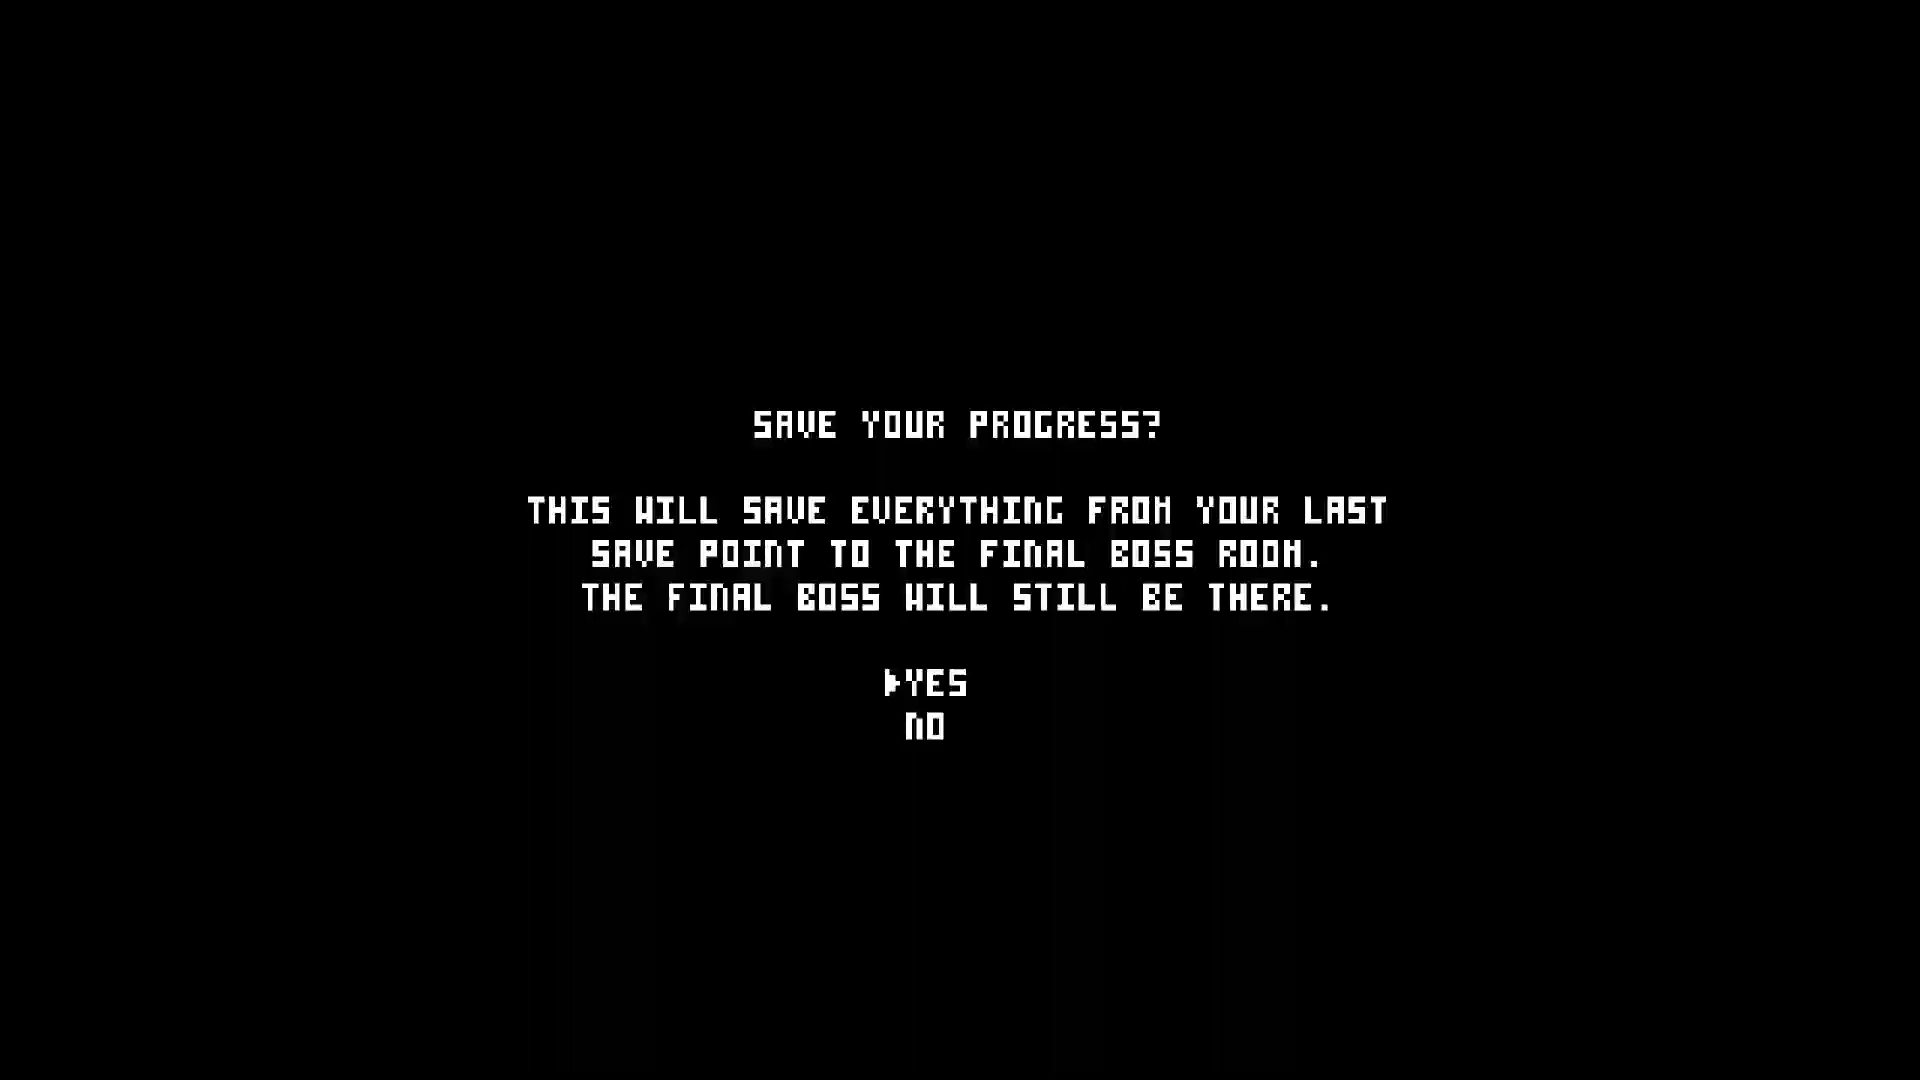 SAVE YOUR PROGRESS?
THIS WILL SAVE EVERYTHING FROM YOUR LAST
SAVE POINT TO THE FINAL BOSS ROOM.
THE FINAL BOSS WILL STILL BE THERE.
YES
NO